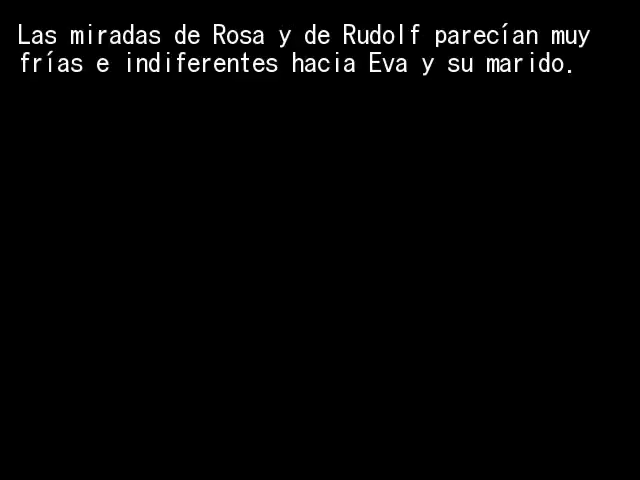 Las miradas de Rosa y de Rudolf parecían muy
frías e indiferentes hacia Eva y su marido.